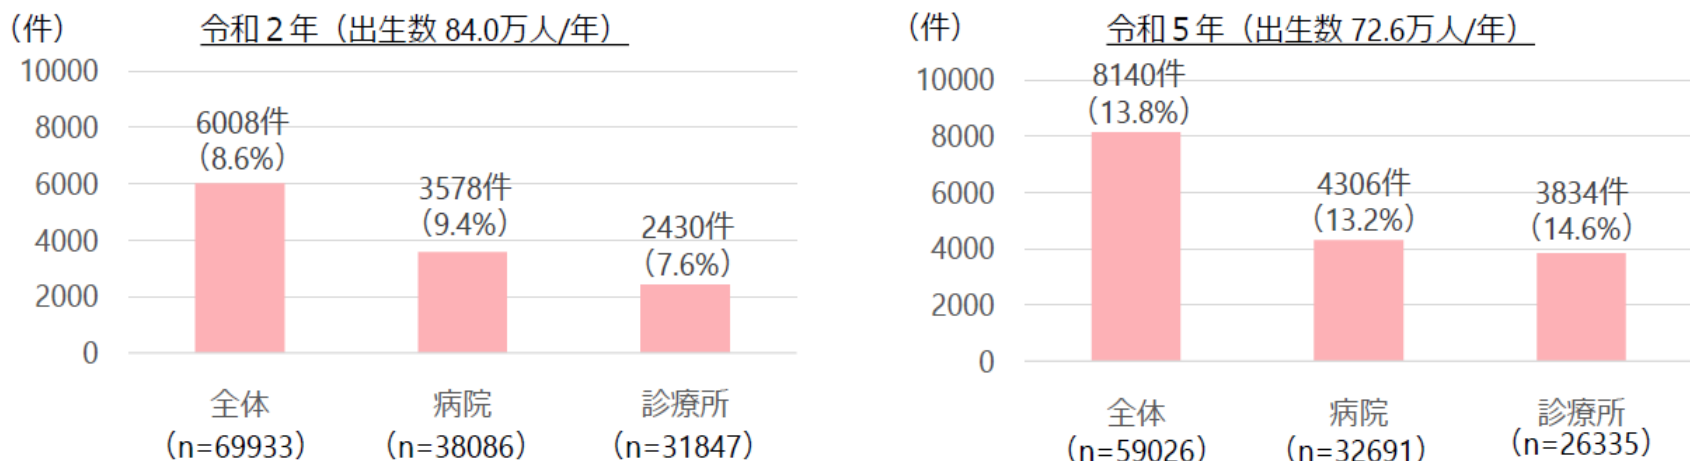 (件)
令和２年（出生数 84.0万人/年）
10000
8000
6000
4000
2000
0
6008件
(8.6%)
3578件
(9.4%)
2430件
(7.6%)
全体
病院
診療所
(n=69933)
(n=38086)
(n=31847)
(件)
令和５年（出生数 72.6万人/年）
10000
8000
6000
4000
2000
0
8140件
(13.8%)
4306件
(13.2%)
3834件
(14.6%)
全体
病院
診療所
(n=59026)
(n=32691)
(n=26335)